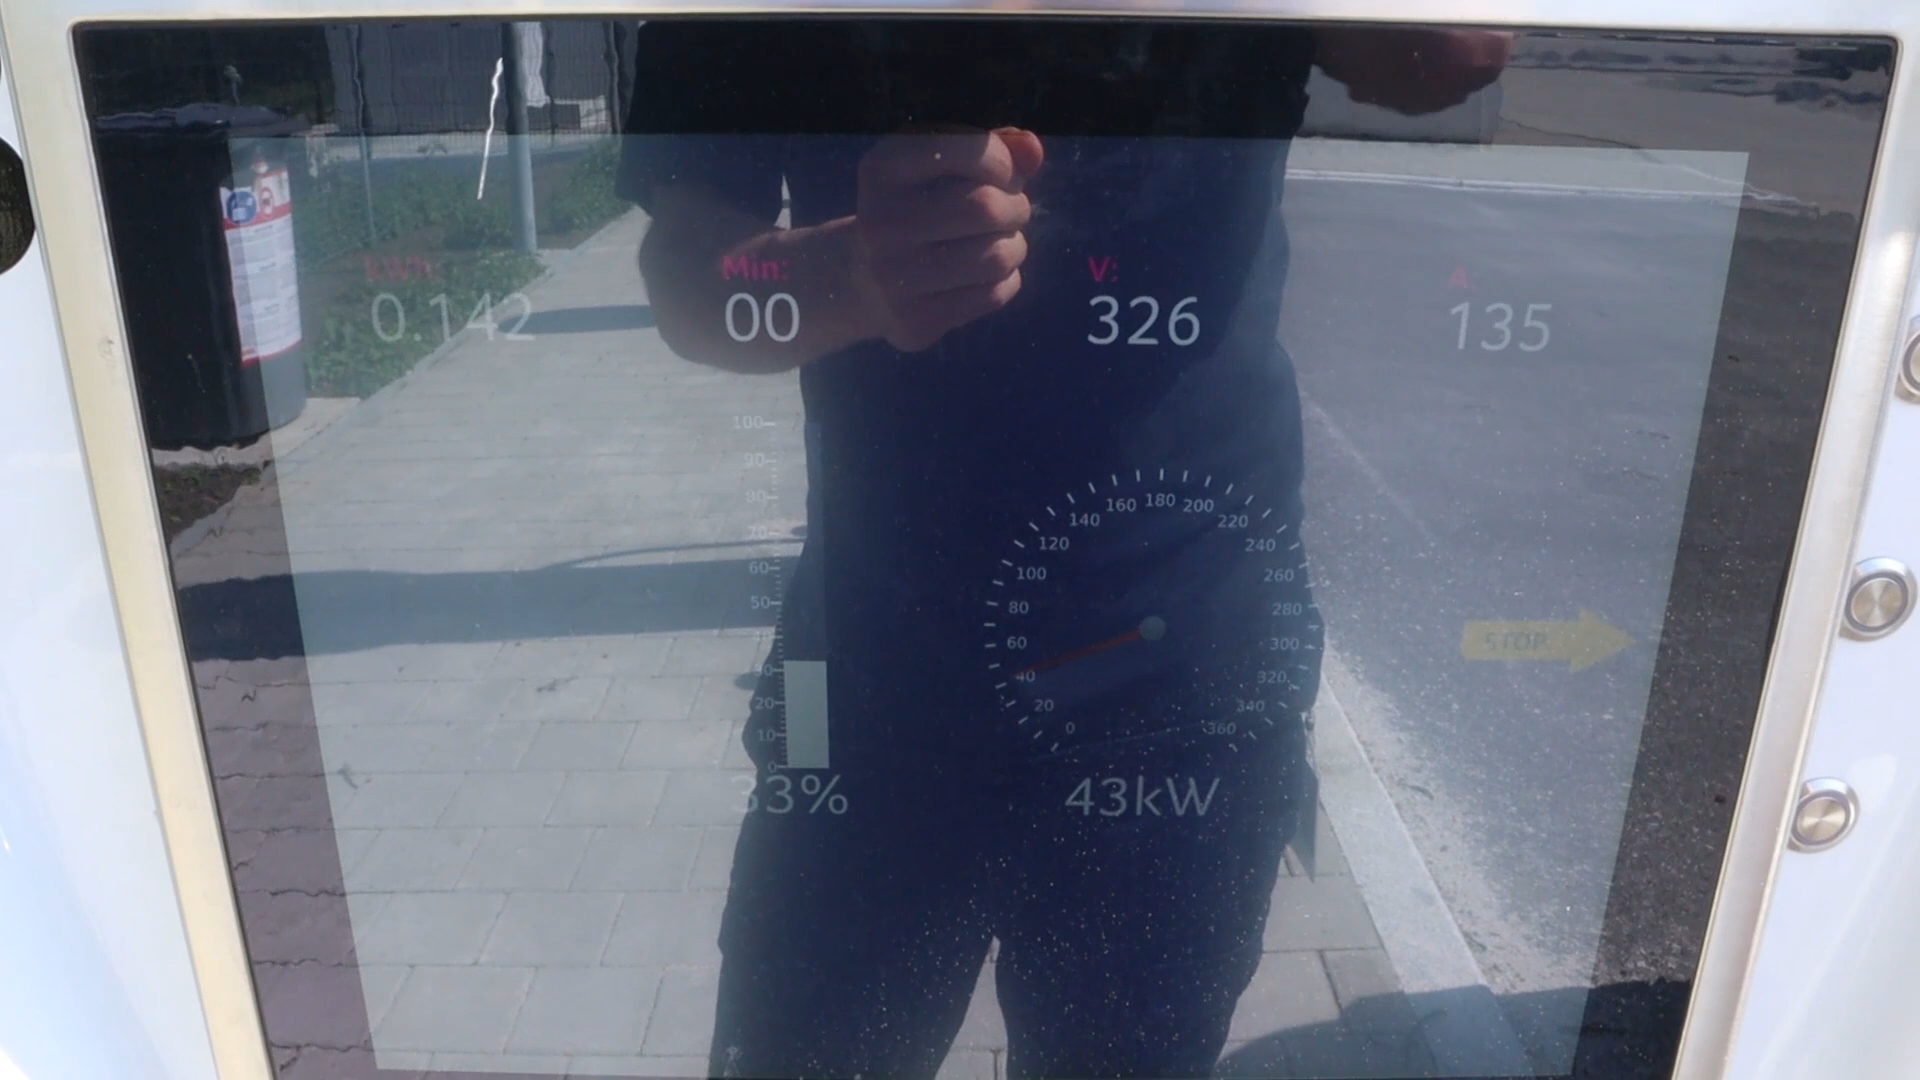 kWh: Min: V: A:
0.142 00 326 135
100
90
80
70
60
50
30
20
10
0
33%
0 20 40 60 80 100 120 140 160 180 200 220 240 260 280 300 320 340 360
43kW
STOP